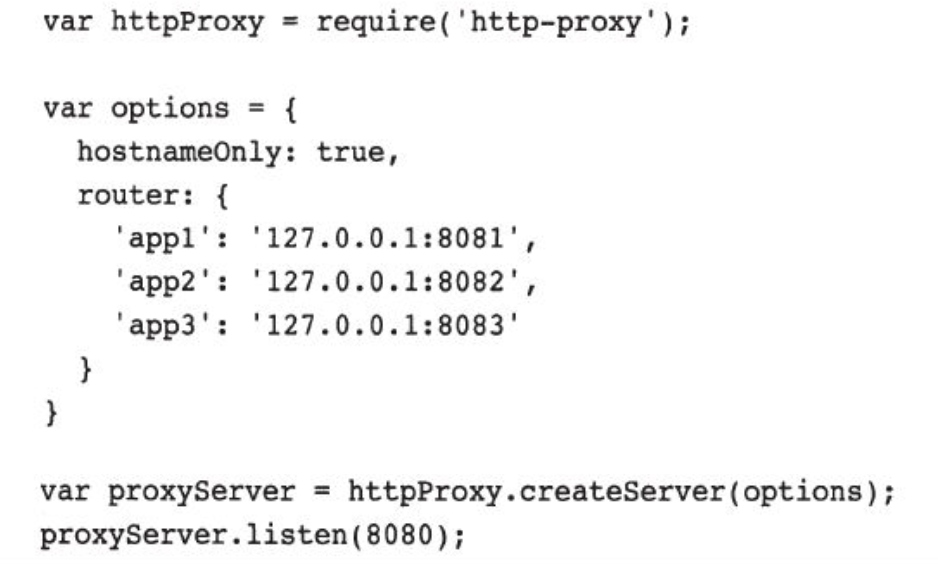 var httpProxy = require('http-proxy');
var options = {
hostnameOnly: true,
router: {
'app1': '127.0.0.1:8081',
'app2': '127.0.0.1:8082',
'app3': '127.0.0.1:8083'
}
}
var proxyServer = httpProxy.createServer(options);
proxyServer.listen(8080);